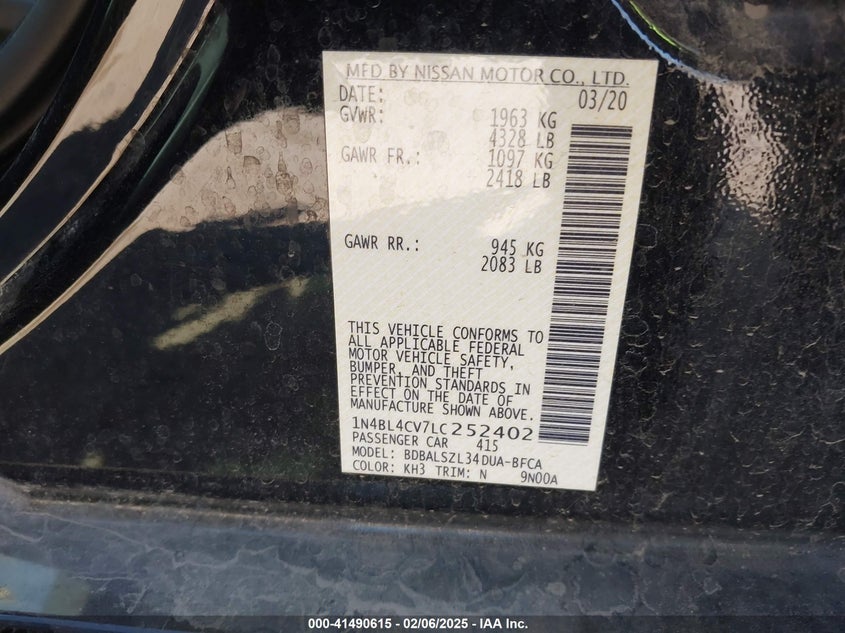 MFD BY NISSAN MOTOR CO., LTD.
DATE: 03/20
GVWR: 1963 KG
4328 LB
GAWR FR.: 1097 KG
2418 LB
GAWR RR.: 945 KG
2083 LB
THIS VEHICLE CONFORMS TO
ALL APPLICABLE FEDERAL
MOTOR VEHICLE SAFETY,
BUMPER, AND THEFT
PREVENTION STANDARDS IN
EFFECT ON THE DATE OF
MANUFACTURE SHOWN ABOVE.
1N4BL4CV7LC252402
PASSENGER CAR 415
MODEL: BDBALSZL34DUA-BFCA
COLOR: KH3 TRIM: N 9N00A
000-41490615 - 02/06/2025 - IAA Inc.